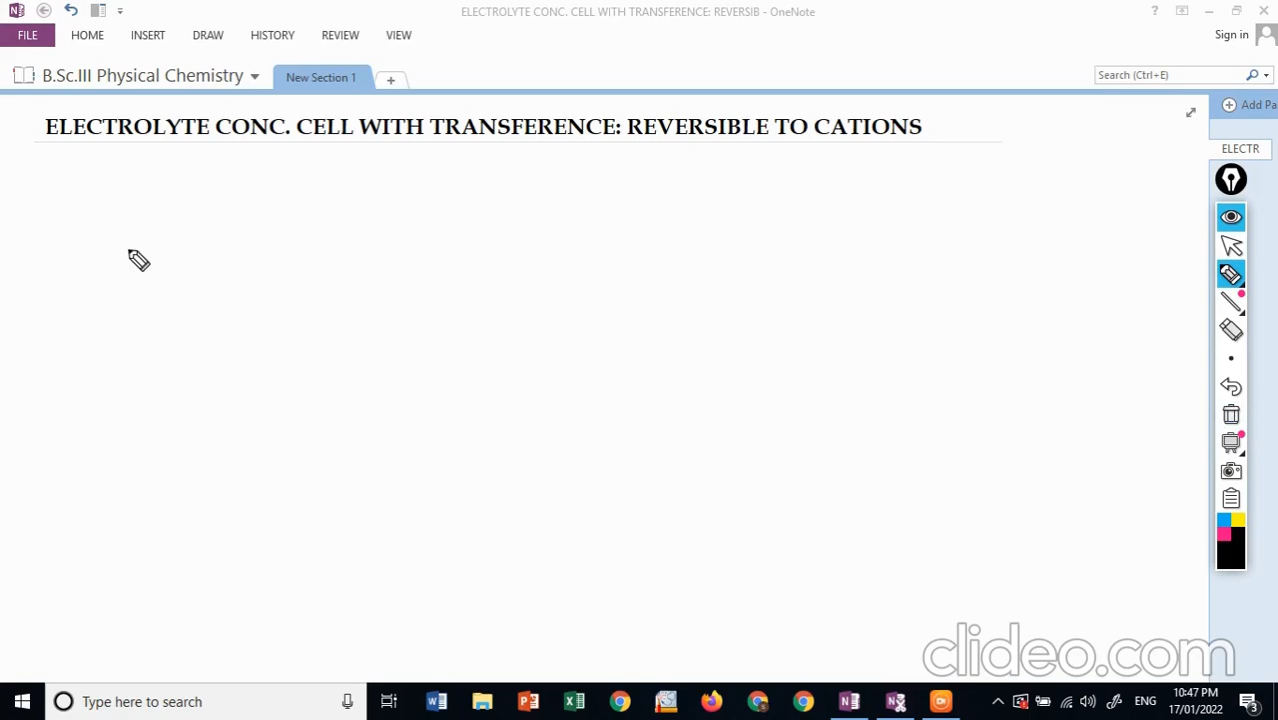 ELECTROLYTE CONC. CELL WITH TRANSFERENCE: REVERSIB - OneNote
?
FILE HOME INSERT DRAW HISTORY REVIEW VIEW
Sign in
B.Sc.III Physical Chemistry
New Section 1
+
Search (Ctrl+E)
Add Pa
ELECTROLYTE CONC. CELL WITH TRANSFERENCE: REVERSIBLE TO CATIONS
ELECTR
clideo.com
Type here to search
ENG
10:47 PM
17/01/2022
3